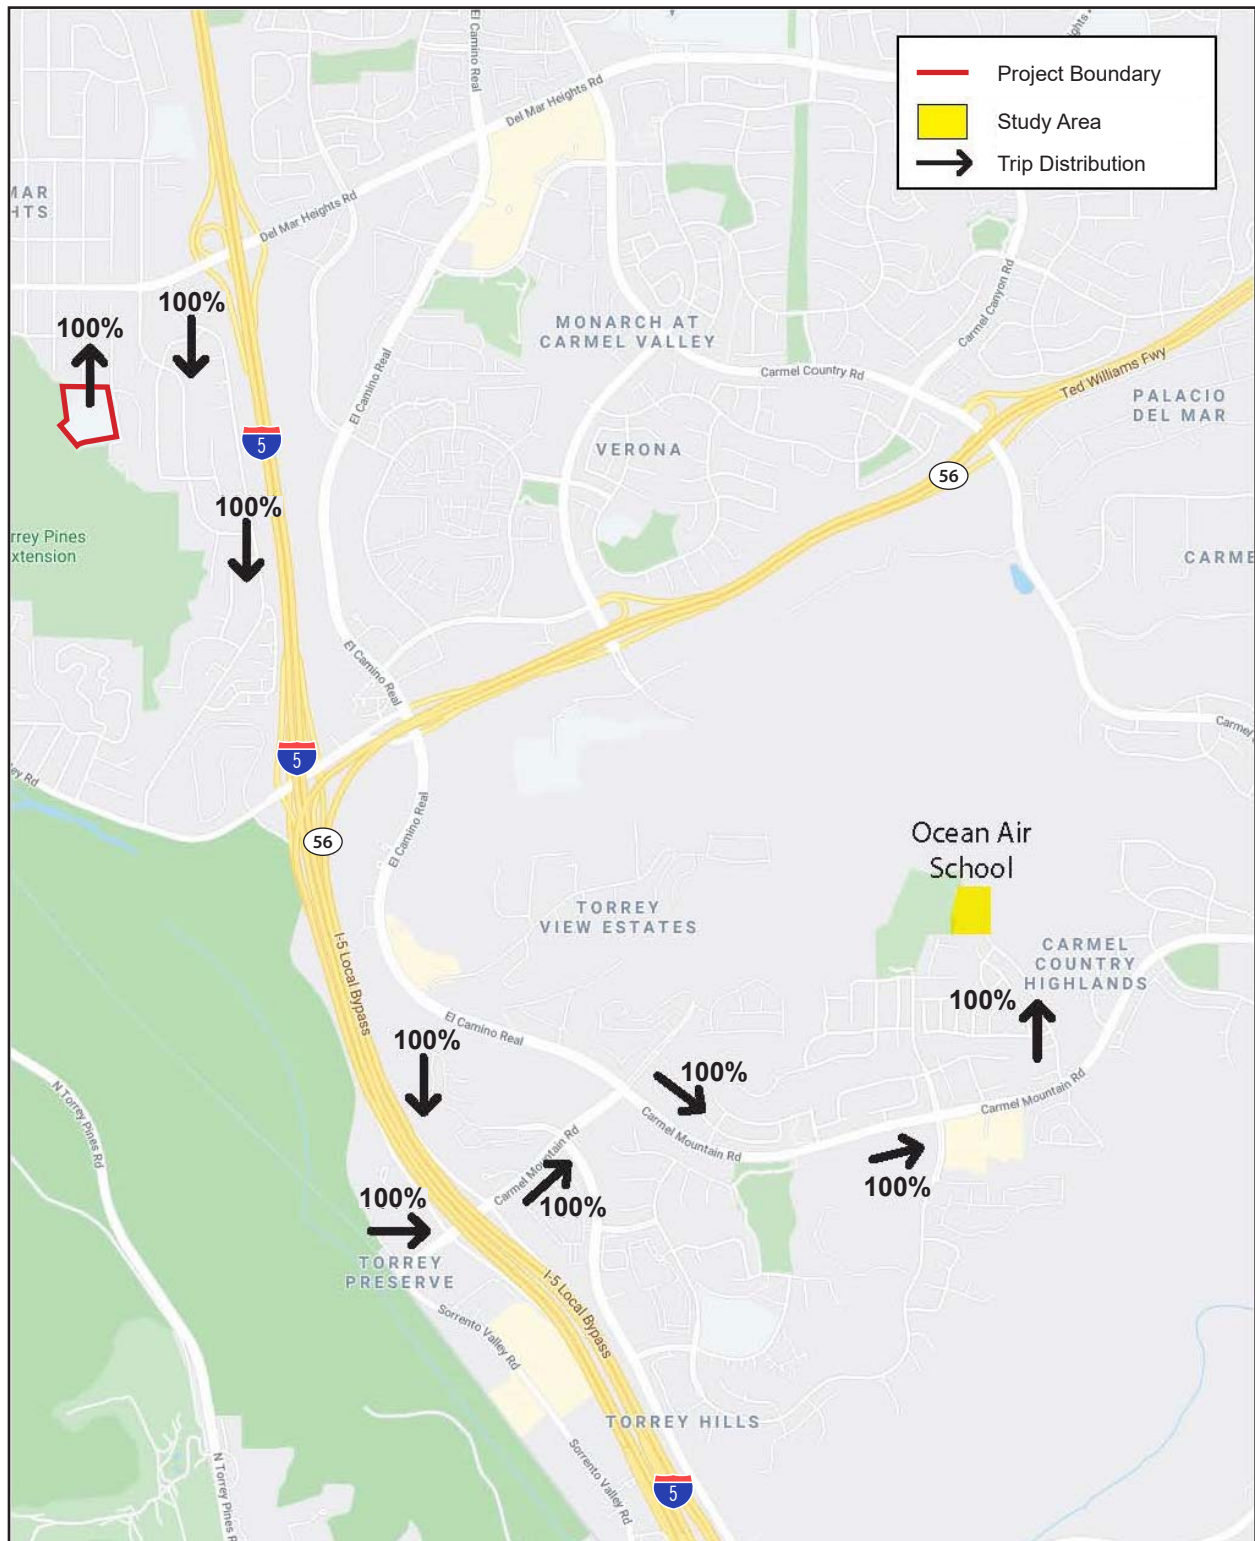 Project Boundary
Study Area
Trip Distribution
El Camino Real
ights
Del Mar Heights Rd
MAR
HTS
Del Mar Heights Rd
100%
100%
MONARCH AT
CARMEL VALLEY
Carmel Canyon Rd
El Camino Real
Carmel Country Rd
Ted Williams Fwy
PALACIO
DEL MAR
5
VERONA
56
100%
rrey Pines
xtension
CARME
El Camino Real
Carmel
5
ley Rd
El Camino Real
56
Ocean Air
School
TORREY
VIEW ESTATES
I-5 Local Bypass
CARMEL
COUNTRY
HIGHLANDS
100%
El Camino Real
100%
100%
N Torrey Pines Rd
Carmel Mountain Rd
Carmel Mountain Rd
Carmel Mountain Rd
100%
100%
100%
TORREY
PRESERVE
I-5 Local Bypass
Sorrento Valley Rd
TORREY HILLS
Sorrento Valley Rd
N Torrey Pines R
5